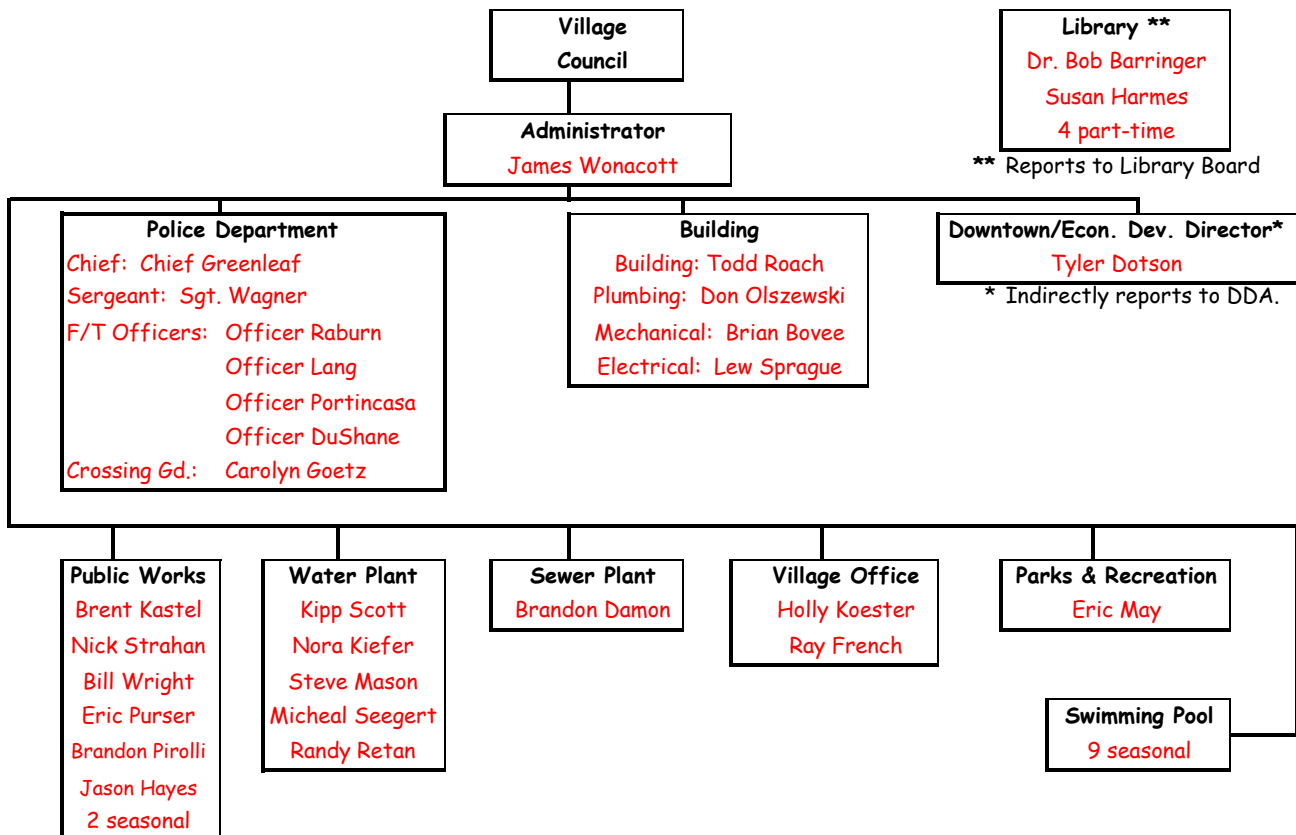 Village
Council
Library **
Dr. Bob Barringer
Susan Harmes
4 part-time
** Reports to Library Board
Administrator
James Wonacott
Police Department
Chief: Chief Greenleaf
Sergeant: Sgt. Wagner
F/T Officers: Officer Raburn
Officer Lang
Officer Portincasa
Officer DuShane
Crossing Gd.: Carolyn Goetz
Building
Building: Todd Roach
Plumbing: Don Olszewski
Mechanical: Brian Bovee
Electrical: Lew Sprague
Downtown/Econ. Dev. Director*
Tyler Dotson
* Indirectly reports to DDA.
Public Works
Brent Kastel
Nick Strahan
Bill Wright
Eric Purser
Brandon Pirolli
Jason Hayes
2 seasonal
Water Plant
Kipp Scott
Nora Kiefer
Steve Mason
Micheal Seegert
Randy Retan
Sewer Plant
Brandon Damon
Village Office
Holly Koester
Ray French
Parks & Recreation
Eric May
Swimming Pool
9 seasonal